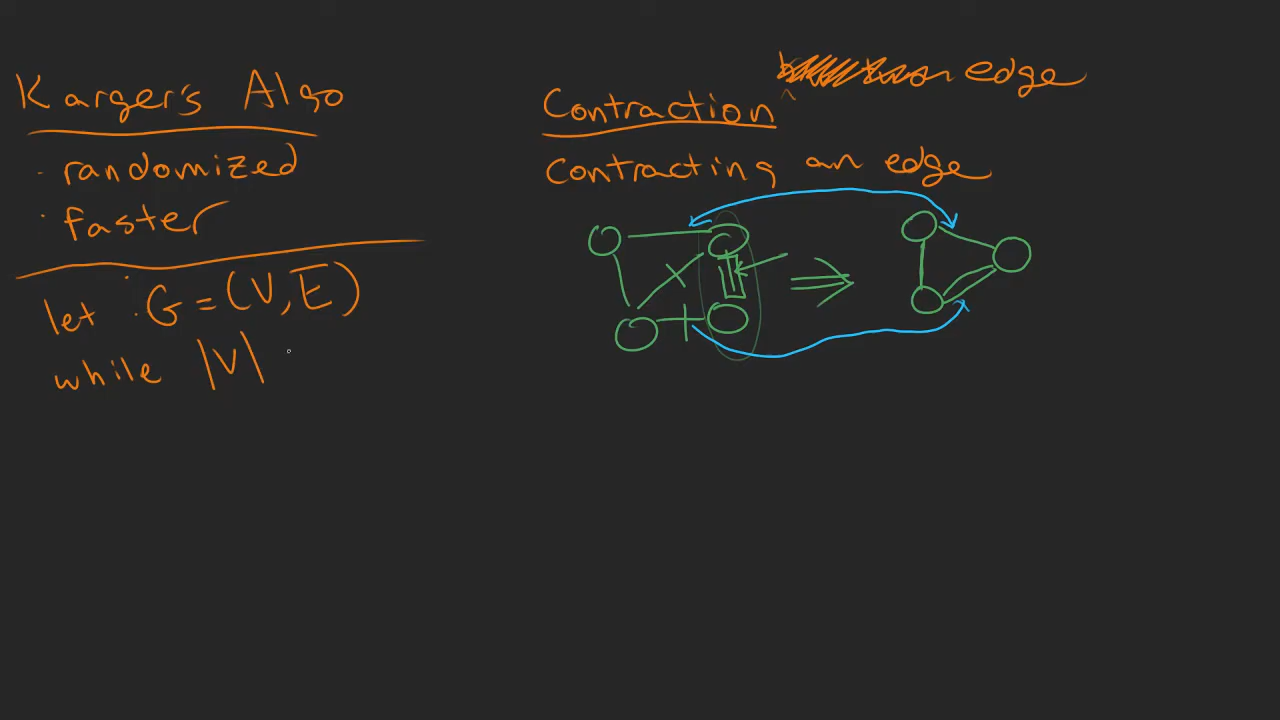 Karger's Algo
· randomized
· faster
let G = (V, E)
while |V|
edge
Contraction ^
Contracting an edge